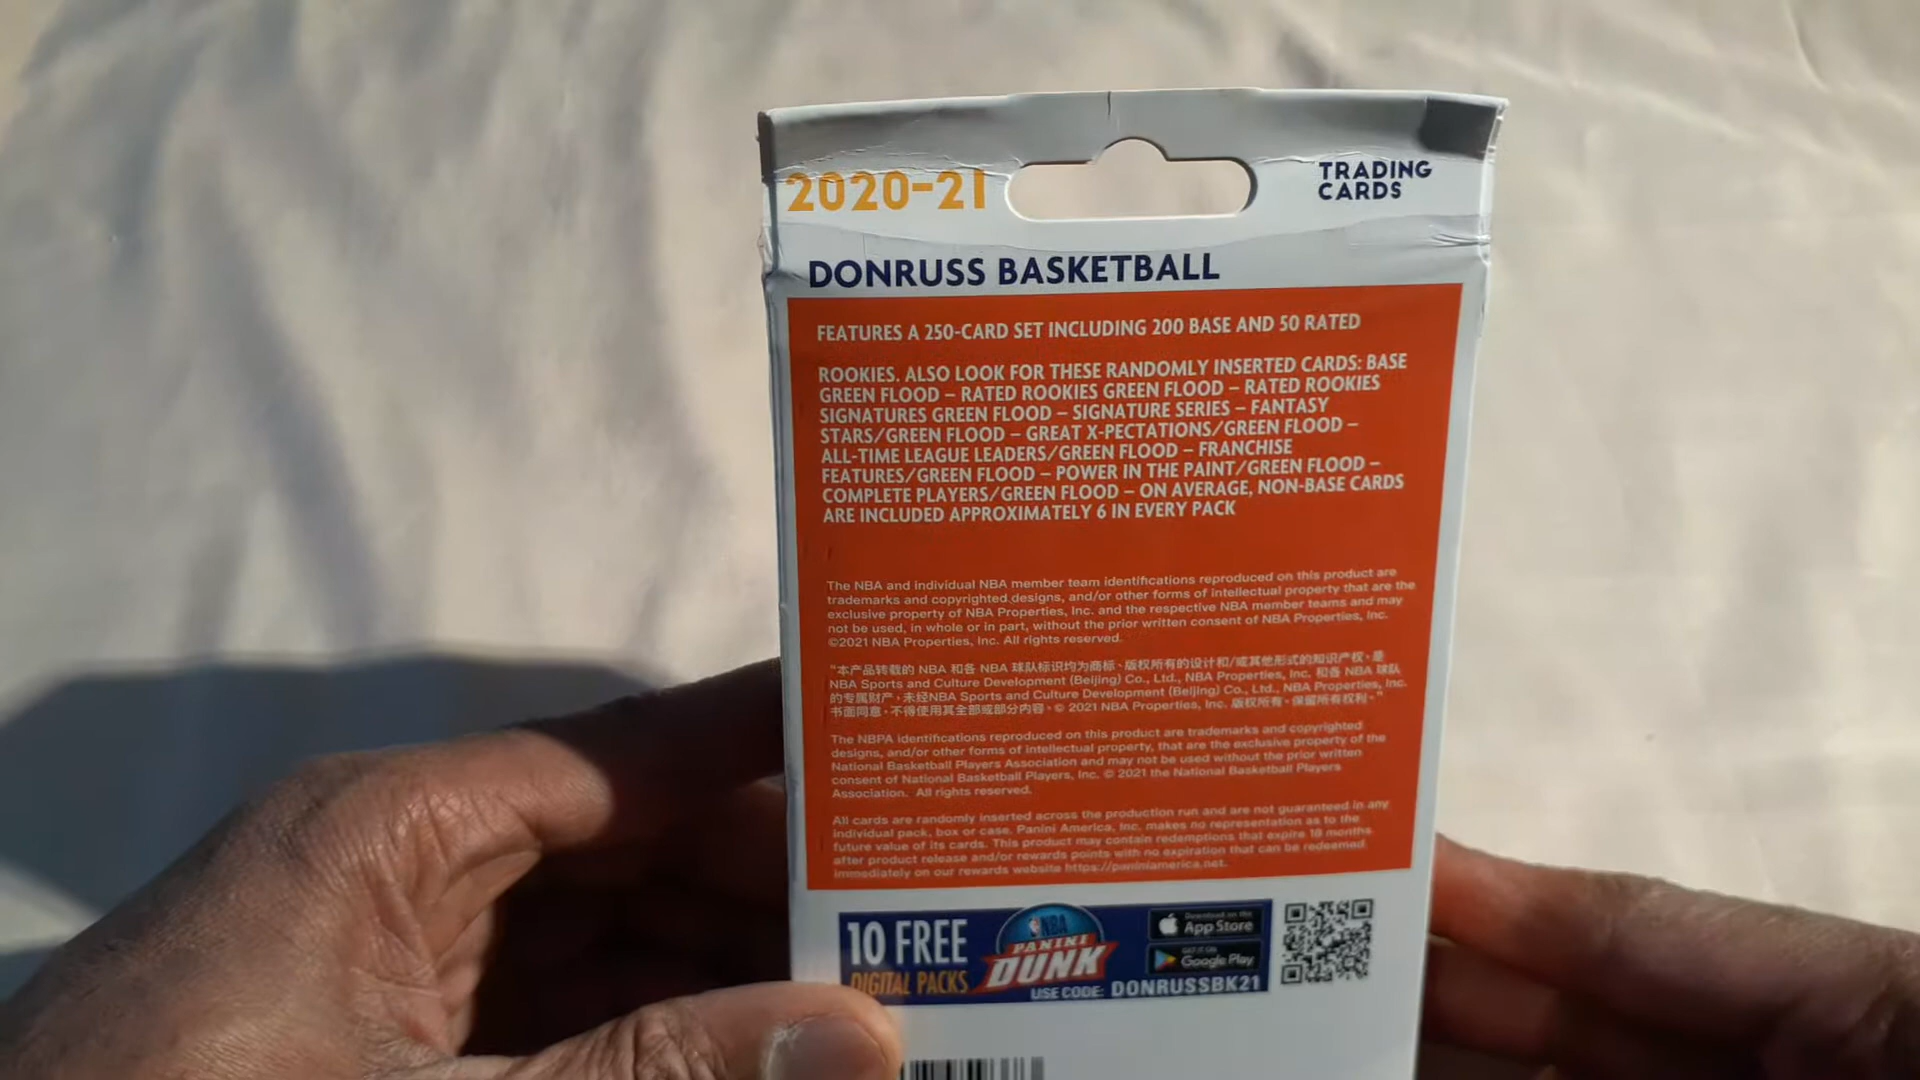 2020-21
TRADING
CARDS
DONRUSS BASKETBALL
FEATURES A 250-CARD SET INCLUDING 200 BASE AND 50 RATED
ROOKIES. ALSO LOOK FOR THESE RANDOMLY INSERTED CARDS: BASE
GREEN FLOOD – RATED ROOKIES GREEN FLOOD – RATED ROOKIES
SIGNATURES GREEN FLOOD – SIGNATURE SERIES – FANTASY
STARS/GREEN FLOOD – GREAT X-PECTATIONS/GREEN FLOOD –
ALL-TIME LEAGUE LEADERS/GREEN FLOOD – FRANCHISE
FEATURES/GREEN FLOOD – POWER IN THE PAINT/GREEN FLOOD –
COMPLETE PLAYERS/GREEN FLOOD – ON AVERAGE, NON-BASE CARDS
ARE INCLUDED APPROXIMATELY 6 IN EVERY PACK
The NBA and individual NBA member team identifications reproduced on this product are
trademarks and copyrighted designs, and/or other forms of intellectual property that are the
exclusive property of NBA Properties, Inc. and the respective NBA member teams and may
not be used, in whole or in part, without the prior written consent of NBA Properties, Inc.
©2021 NBA Properties, Inc. All rights reserved.
"本产品转载的 NBA 和各 NBA 球队标识均为商标、版权所有的设计和/或其他形式的知识产权，是
NBA Sports and Culture Development (Beijing) Co., Ltd., NBA Properties, Inc. 和各 NBA 球队
的专属财产，未经NBA Sports and Culture Development (Beijing) Co., Ltd., NBA Properties, Inc.
书面同意，不得使用其全部或部分内容。© 2021 NBA Properties, Inc. 版权所有，保留所有权利。"
The NBPA identifications reproduced on this product are trademarks and copyrighted
designs, and/or other forms of intellectual property, that are the exclusive property of the
National Basketball Players Association and may not be used without the prior written
consent of National Basketball Players, Inc. © 2021 the National Basketball Players
Association. All rights reserved.
All cards are randomly inserted across the production run and are not guaranteed in any
individual pack, box or case. Panini America, Inc. makes no representation as to the
future value of its cards. This product may contain redemptions that expire 18 months
after product release and/or rewards points with no expiration that can be redeemed
immediately on our rewards website https://paniniamerica.net.
10 FREE
DIGITAL PACKS
NBA
PANINI
DUNK
Download on the
App Store
GET IT ON
Google Play
USE CODE: DONRUSSBK21